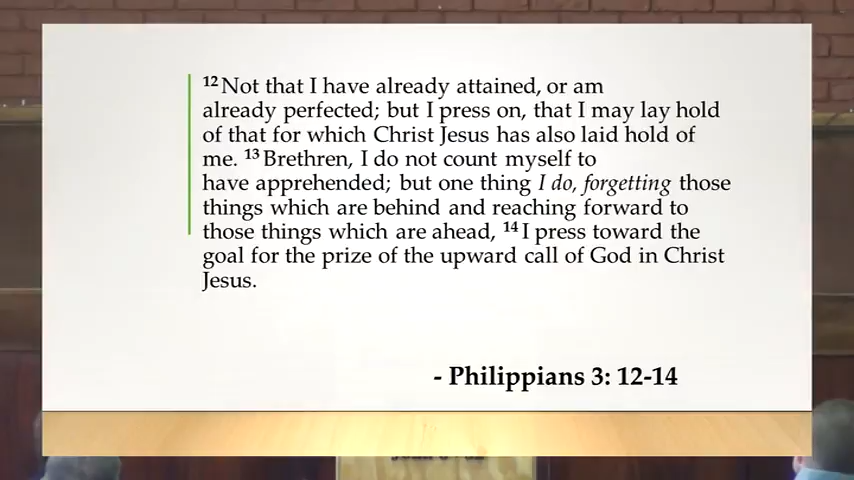 12 Not that I have already attained, or am
already perfected; but I press on, that I may lay hold
of that for which Christ Jesus has also laid hold of
me. 13 Brethren, I do not count myself to
have apprehended; but one thing I do, forgetting those
things which are behind and reaching forward to
those things which are ahead, 14 I press toward the
goal for the prize of the upward call of God in Christ
Jesus.
- Philippians 3: 12-14